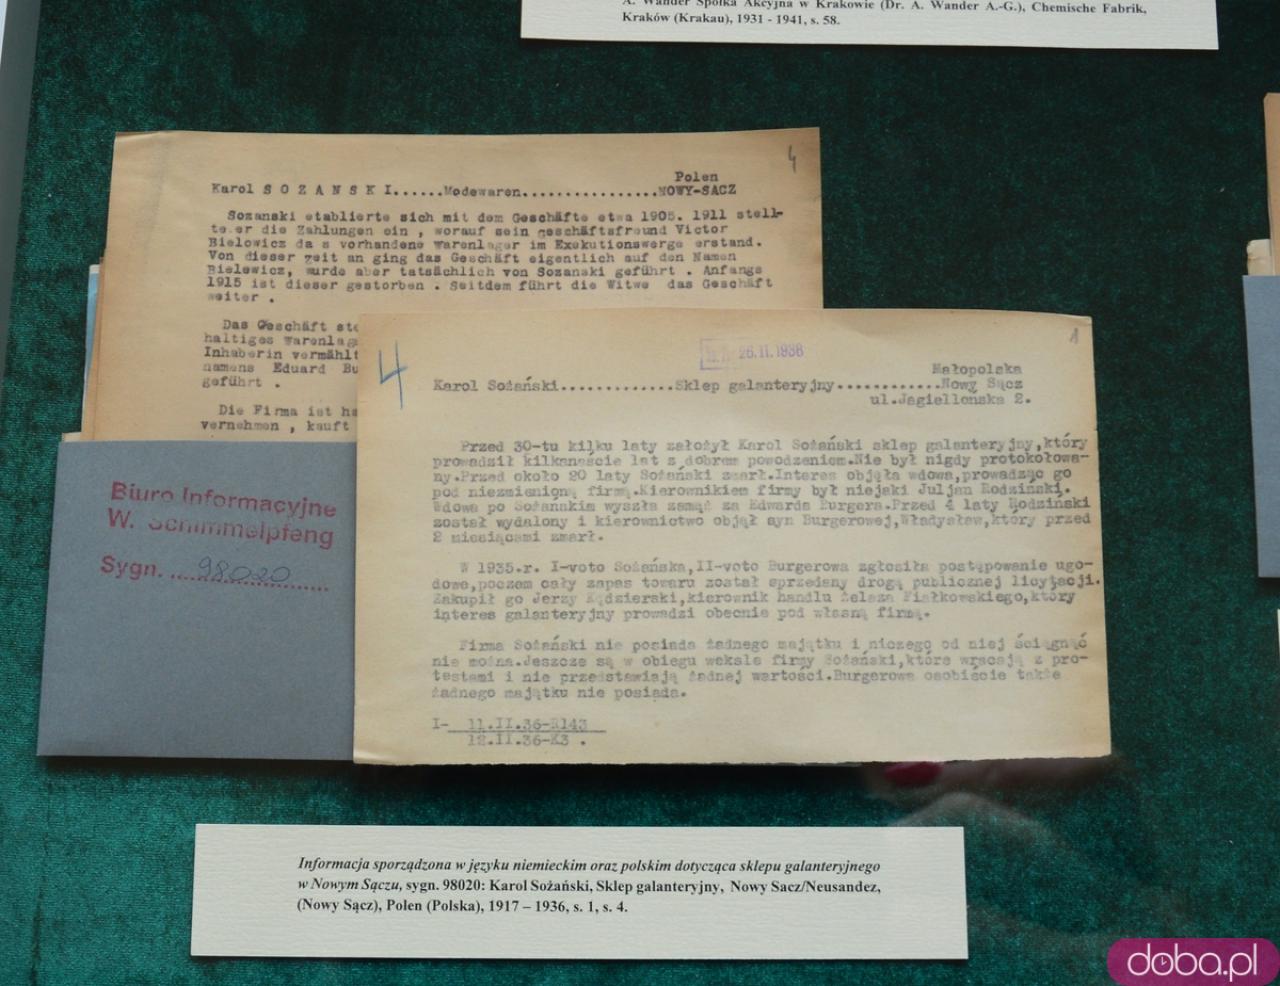 A. Wander Spółka Akcyjna w Krakowie (Dr. A. Wander A.-G.), Chemische Fabrik,
Kraków (Krakau), 1931 - 1941, s. 58.
4
Polen
Karol S O Z A N S K I......Modewaren................NOWY-SACZ
Sozanski etablierte sich mit dem Geschäfte etwa 1905. 1911 stell-
te er die Zahlungen ein , worauf sein geschäftsfreund Victor
Bielowicz da s vorhandene warenlager im Exekutionswerge erstand.
Von dieser zeit an ging das Geschäft eigentlich auf den Namen
Bielewicz, wurde aber tatsächlich von Sozanski geführt . Anfangs
1915 ist dieser gestorben . Seitdem führt die Witwe das Geschäft
weiter .
Das Geschäft ste
haltiges Warenlag
Inhaberin vermählt
namens Eduard Bu
geführt .
Die Firma ist ha
vernehmen , kauft
Biuro Informacyjne
W. Schimmelpfeng
Sygn. ....98020......
1
4
26.II.1936
Małopolska
Karol Sożański.............Sklep galanteryjny............Nowy Sącz
ul.Jagiellońska 2.
Przed 30-tu kilku laty założył Karol Sożański sklep galanteryjny,który
prowadził kilkanaście lat z dobrem powodzeniem.Nie był nigdy protokołowa-
ny.Przed około 20 laty Sożański zmarł.Interes objęła wdowa,prowadząc go
pod niezmienioną firmą.Kierownikiem firmy był niejaki Juljan Rodziński.
Wdowa po Sożańskim wyszła zamąż za Edwarda Burgera.Przed 4 laty Rodziński
został wydalony i kierownictwo objął syn Burgerowej,Władysław,który przed
2 miesiącami zmarł.
W 1935.r. I-voto Sożańska,II-voto Burgerowa zgłosiła postępowanie ugo-
dowe,poczem cały zapas towaru został sprzedany drogą publicznej licytacji.
Zakupił go Jerzy Kądzierski,kierownik handlu żelaza Fiałkowskiego,który
interes galanteryjny prowadzi obecnie pod własną firmą.
Firma Sożański nie posiada żadnego majątku i niczego od niej ściągnąć
nie można.Jeszcze są w obiegu weksle firmy Sożański,które wracają z pro-
testami i nie przedstawiają żadnej wartości.Burgerowa osobiście także
żadnego majątku nie posiada.
I- 11.II.36-R143
12.II.36-K3 .
Informacja sporządzona w języku niemieckim oraz polskim dotycząca sklepu galanteryjnego
w Nowym Sączu, sygn. 98020: Karol Sożański, Sklep galanteryjny, Nowy Sacz/Neusandez,
(Nowy Sącz), Polen (Polska), 1917 – 1936, s. 1, s. 4.
doba.pl